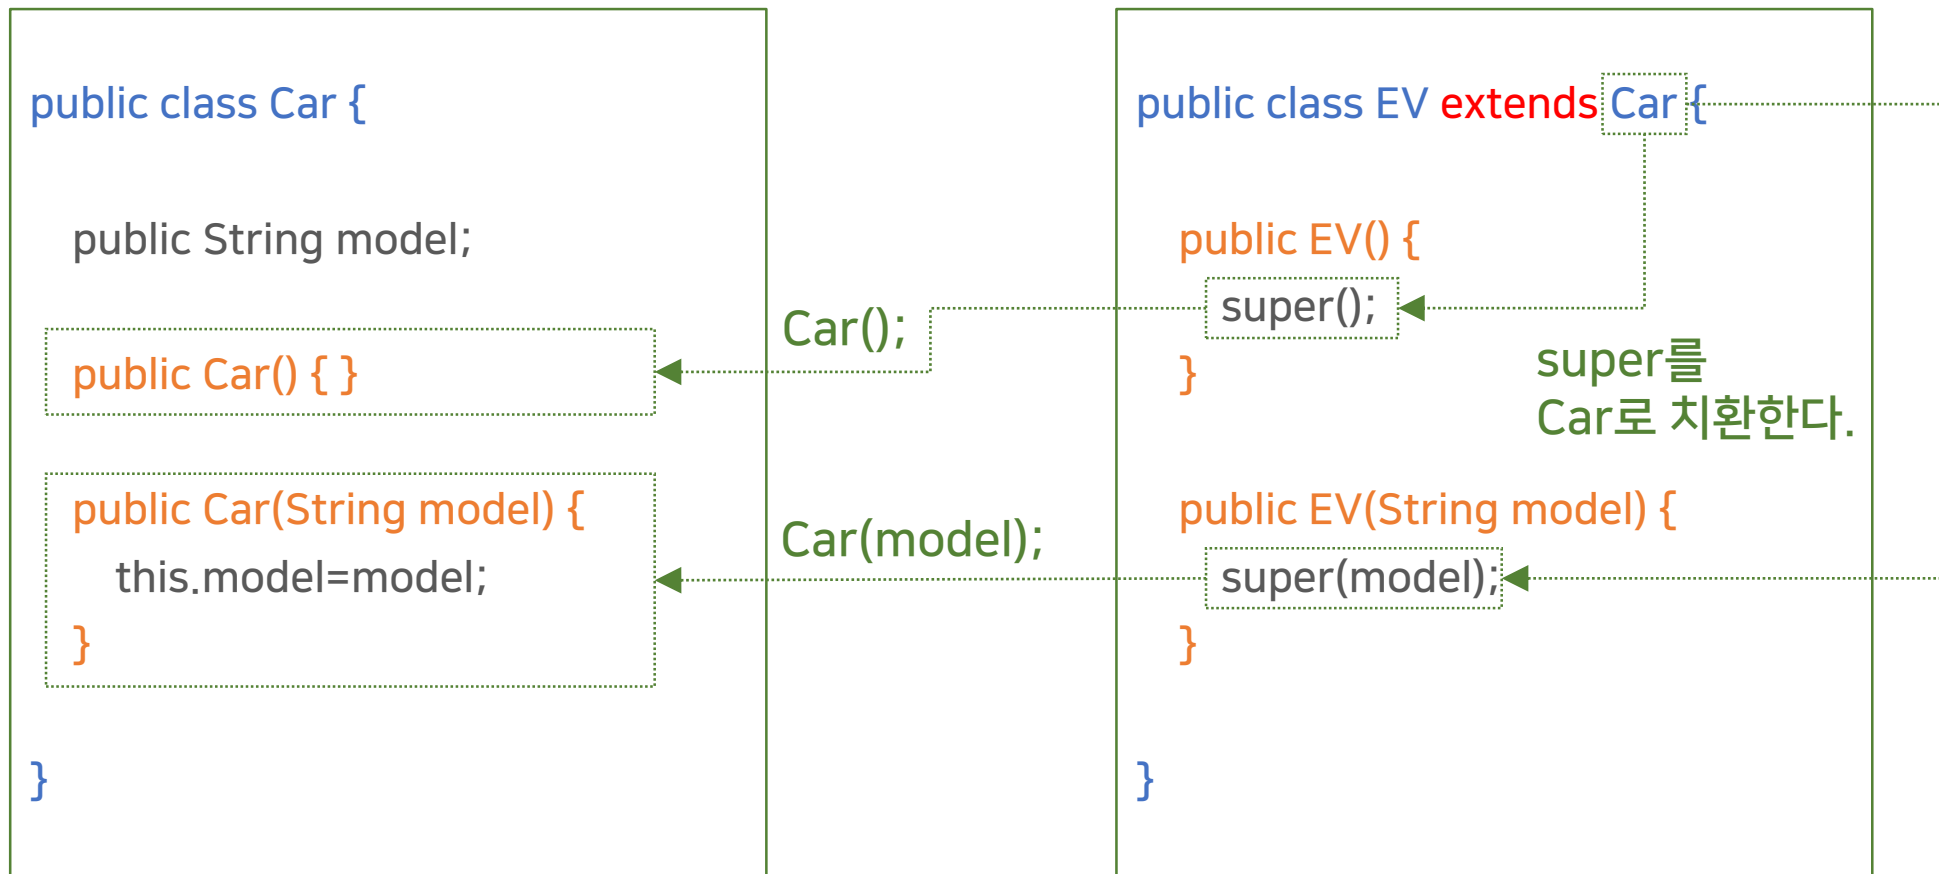 public class Car {
public String model;
public Car() { }
public Car(String model) {
this.model=model;
}
}
Car();
Car(model);
public class EV extends Car {
public EV() {
super();
}
super를
Car로 치환한다.
public EV(String model) {
super(model);
}
}